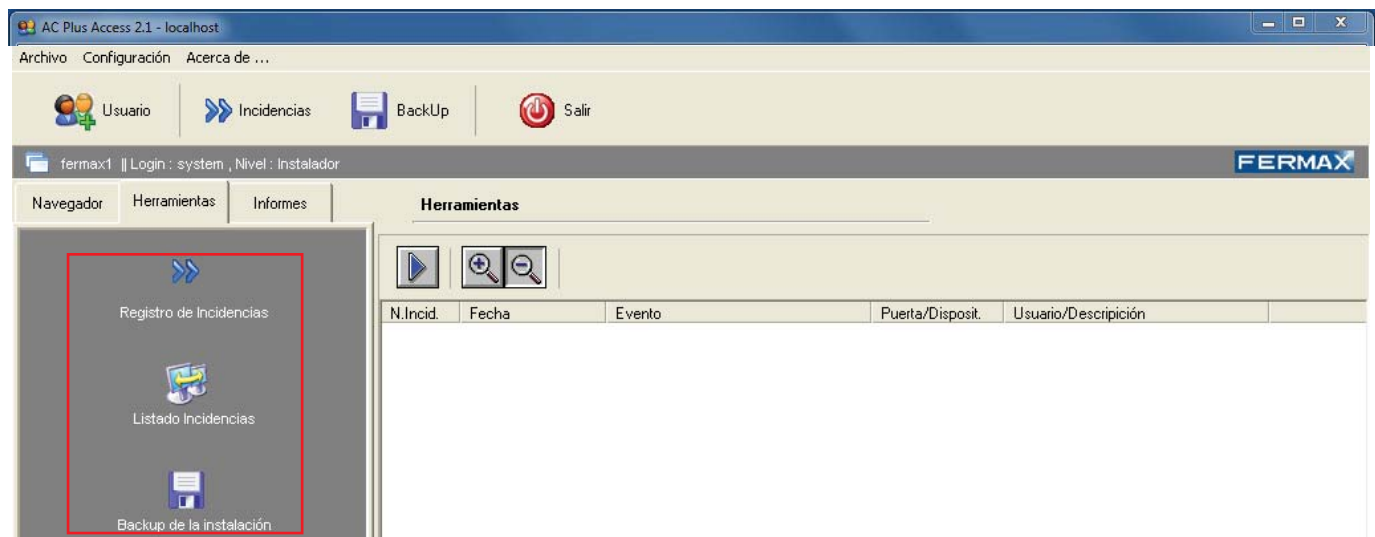 AC Plus Access 2.1 - localhost
Archivo Configuración Acerca de ...
Usuario Incidencias BackUp Salir
fermax1 || Login : system , Nivel : Instalador FERMAX
Navegador Herramientas Informes Herramientas
N.Incid. Fecha Evento Puerta/Disposit. Usuario/Descripición
Registro de Incidencias
Listado Incidencias
Backup de la instalación